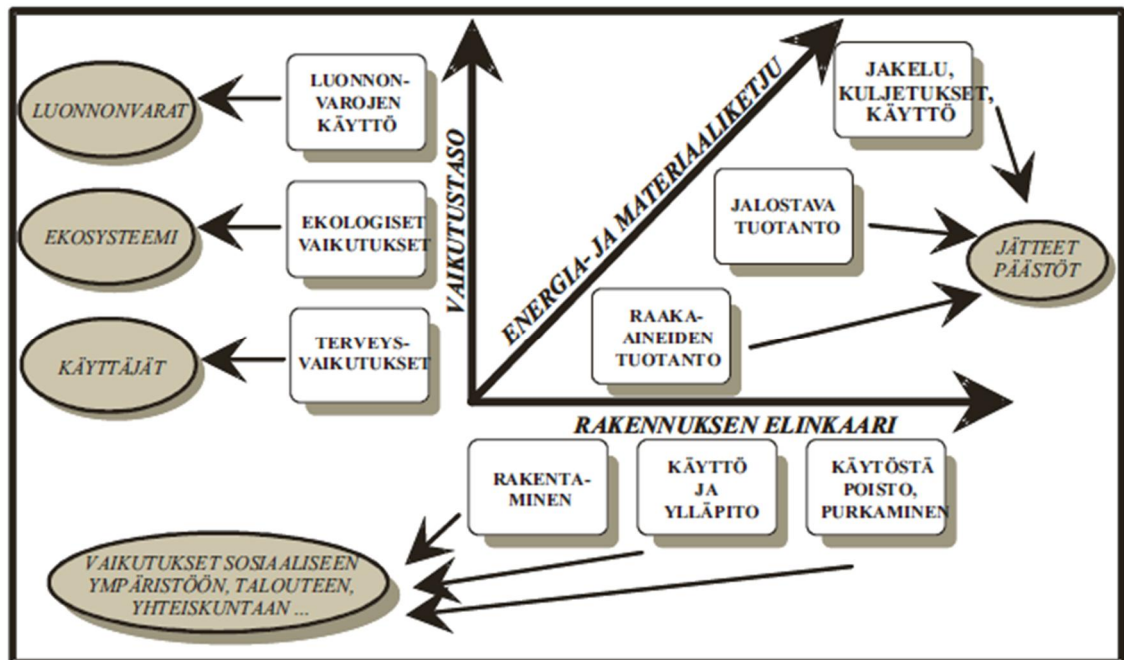 LUONNONVARAT
LUONNON-
VAROJEN
KÄYTTÖ
EKOSYSTEEMI
EKOLOGISET
VAIKUTUKSET
KÄYTTÄJÄT
TERVEYS-
VAIKUTUKSET
VAIKUTUSTASO
ENERGIA- JA MATERIAALIKETJU
JAKELU,
KULJETUKSET,
KÄYTTÖ
JALOSTAVA
TUOTANTO
RAAKA-
AINEIDEN
TUOTANTO
JÄTTEET
PÄÄSTÖT
RAKENNUKSEN ELINKAARI
RAKENTA-
MINEN
KÄYTTÖ
JA
YLLÄPITO
KÄYTÖSTÄ
POISTO,
PURKAMINEN
VAIKUTUKSET SOSIAALISEEN
YMPÄRISTÖÖN, TALOUTEEN,
YHTEISKUNTAAN ...